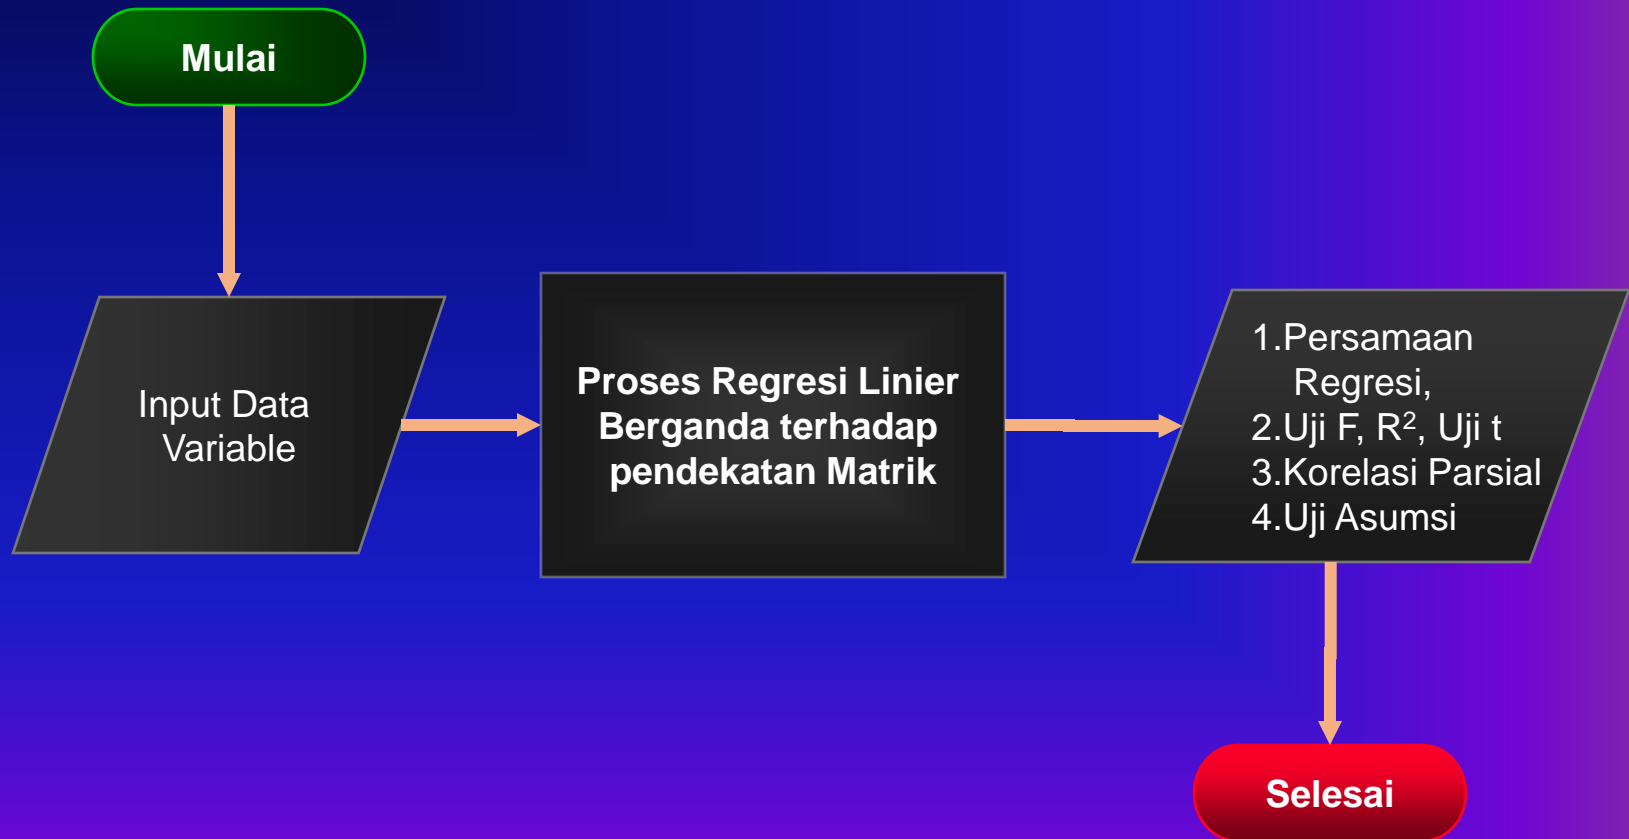 Mulai
Input Data
Variable
Proses Regresi Linier
Berganda terhadap
pendekatan Matrik
1.Persamaan
Regresi,
2.Uji F, R², Uji t
3.Korelasi Parsial
4.Uji Asumsi
Selesai